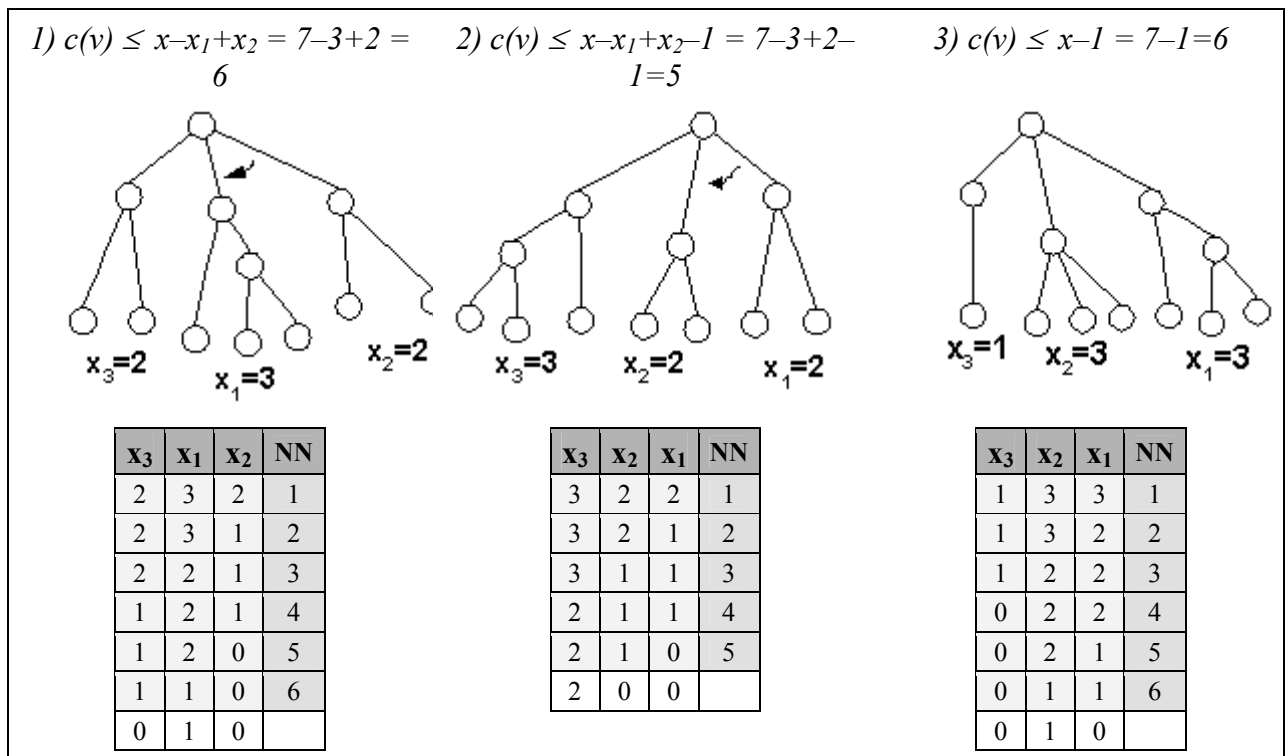 1) c(v) ≤ x–x₁+x₂ = 7–3+2 =
6
2) c(v) ≤ x–x₁+x₂–1 = 7–3+2–
1=5
3) c(v) ≤ x–1 = 7–1=6
x₃=2 x₁=3 x₂=2
x₃=3 x₂=2 x₁=2
x₃=1 x₂=3 x₁=3
x₃ x₁ x₂ NN
2 3 2 1
2 3 1 2
2 2 1 3
1 2 1 4
1 2 0 5
1 1 0 6
0 1 0
x₃ x₂ x₁ NN
3 2 2 1
3 2 1 2
3 1 1 3
2 1 1 4
2 1 0 5
2 0 0
x₃ x₂ x₁ NN
1 3 3 1
1 3 2 2
1 2 2 3
0 2 2 4
0 2 1 5
0 1 1 6
0 1 0